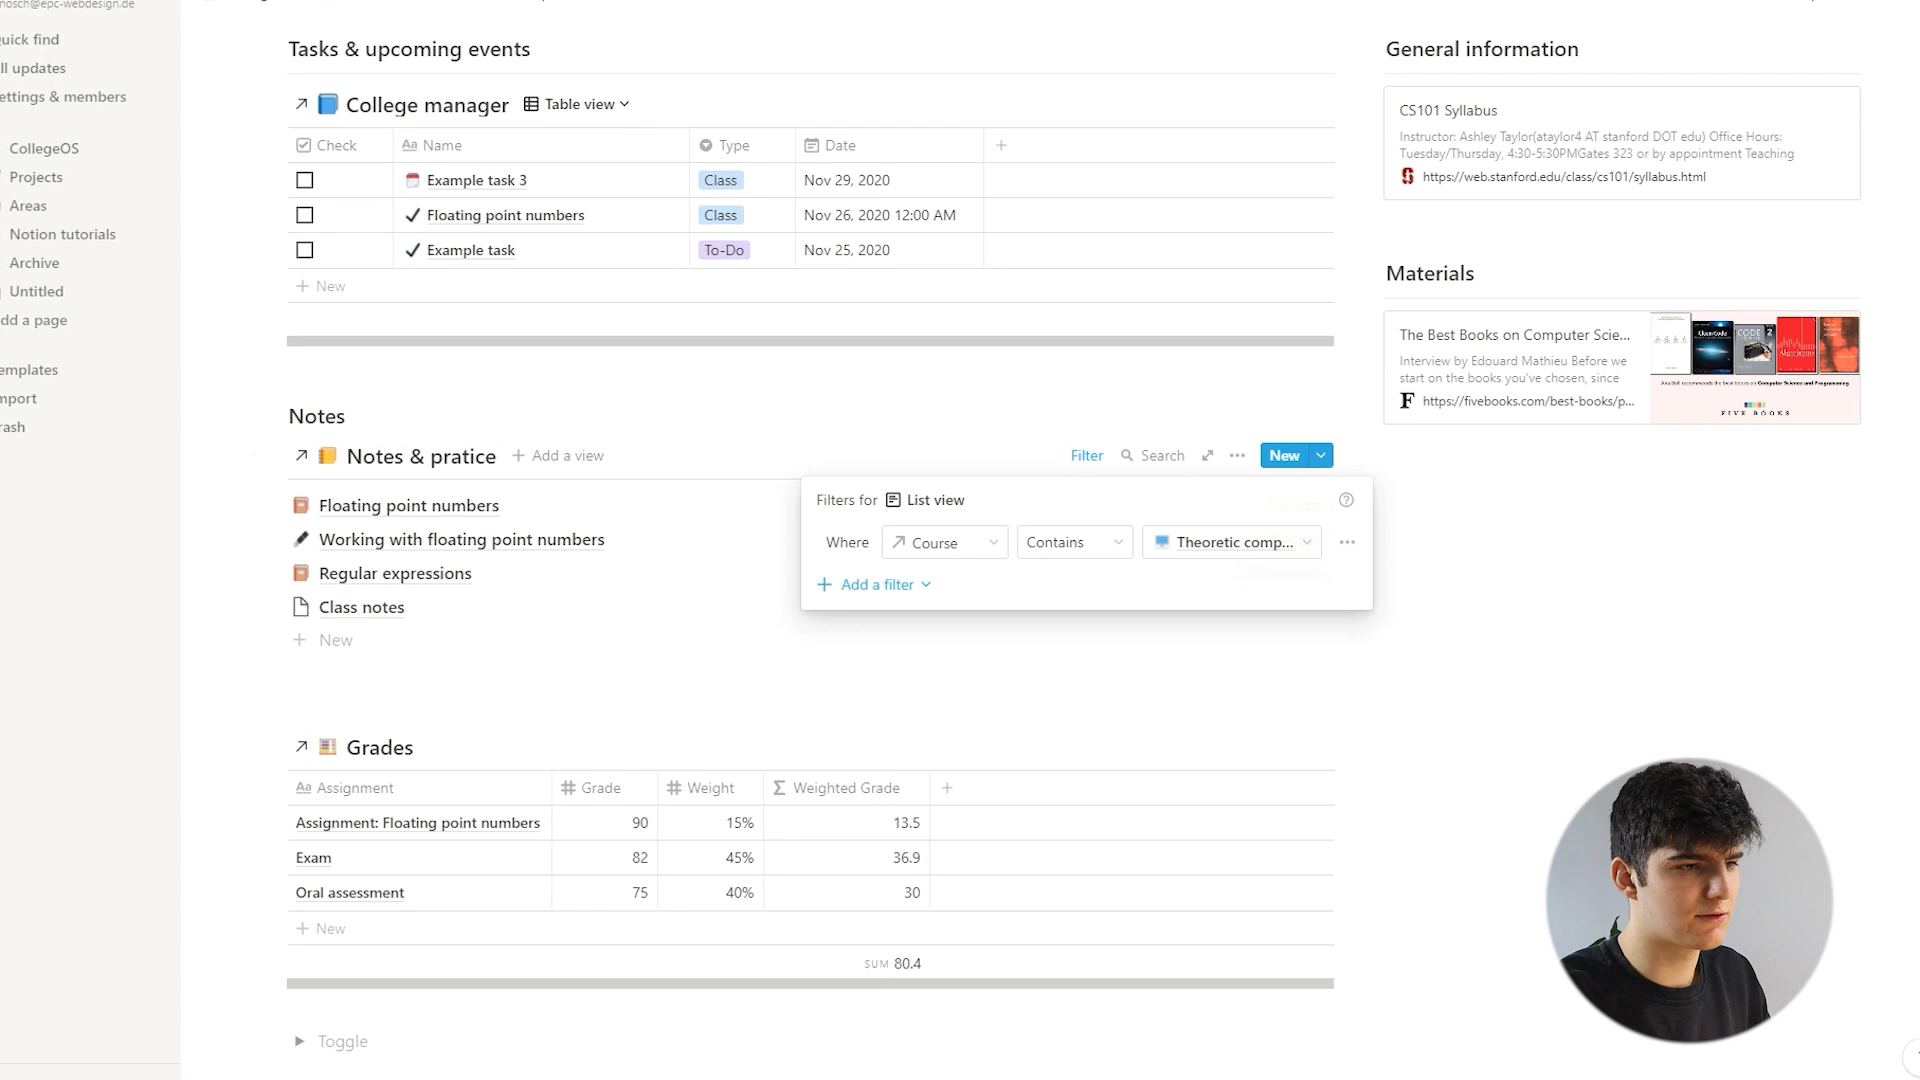 nosch@epc-webdesign.de
uick find
ll updates
ettings & members
CollegeOS
Projects
Areas
Notion tutorials
Archive
Untitled
dd a page
emplates
mport
rash
Tasks & upcoming events
College manager Table view
Check Aa Name Type Date +
Example task 3 Class Nov 29, 2020
Floating point numbers Class Nov 26, 2020 12:00 AM
Example task To-Do Nov 25, 2020
+ New
Notes
Notes & pratice + Add a view Filter Search ••• New
Floating point numbers
Working with floating point numbers
Regular expressions
Class notes
+ New
Filters for List view
Where Course Contains Theoretic comp... •••
+ Add a filter
Grades
Aa Assignment # Grade # Weight Σ Weighted Grade +
Assignment: Floating point numbers 90 15% 13.5
Exam 82 45% 36.9
Oral assessment 75 40% 30
+ New
SUM 80.4
Toggle
General information
CS101 Syllabus
Instructor: Ashley Taylor(ataylor4 AT stanford DOT edu) Office Hours:
Tuesday/Thursday, 4:30-5:30PMGates 323 or by appointment Teaching
https://web.stanford.edu/class/cs101/syllabus.html
Materials
The Best Books on Computer Scie...
Interview by Edouard Mathieu Before we
start on the books you've chosen, since
F https://fivebooks.com/best-books/p...
FIVE BOOKS